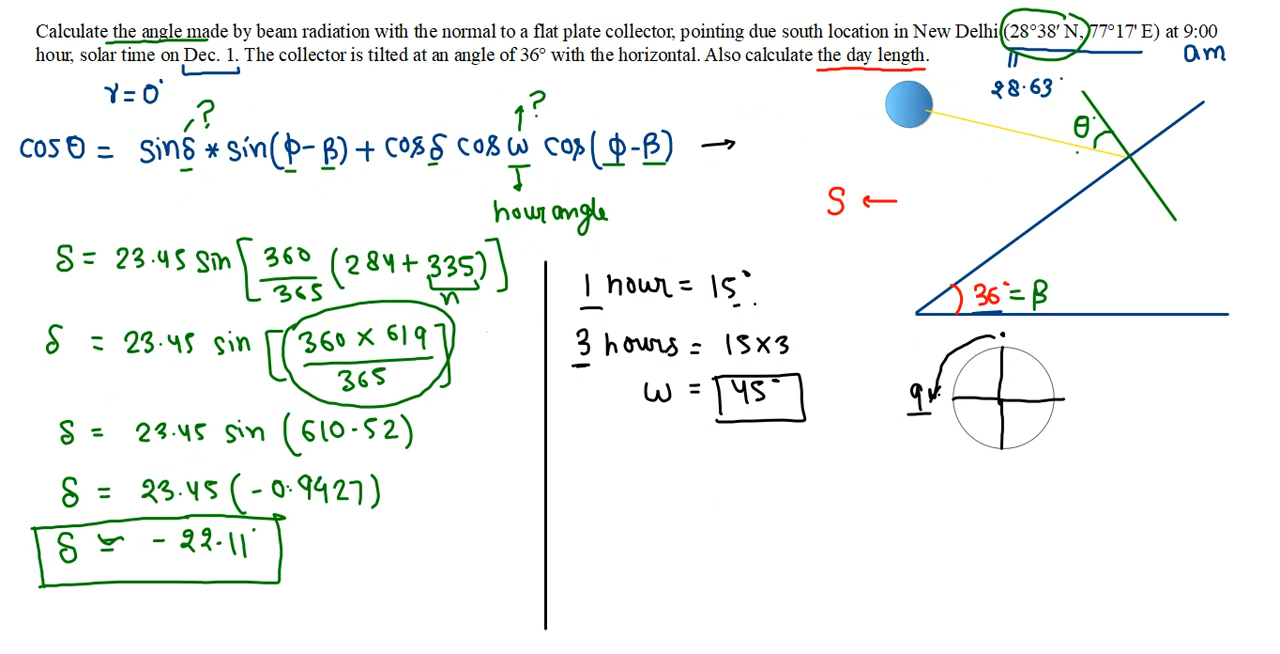 Calculate the angle made by beam radiation with the normal to a flat plate collector, pointing due south location in New Delhi (28°38' N, 77°17' E) at 9:00
hour, solar time on Dec. 1. The collector is tilted at an angle of 36° with the horizontal. Also calculate the day length.
am
28.63°
γ = 0°
?
?
cosθ = sinδ * sin(ϕ-β) + cosδ cosω cos(ϕ-β) →
hour angle
θ
S ←
36° = β
δ = 23.45 sin [360/365 (284+335)]
n
δ = 23.45 sin [(360 × 619/365)]
δ = 23.45 sin (610.52)
δ = 23.45 (-0.9427)
δ ≃ -22.11°
1 hour = 15°.
3 hours = 15×3
ω = 45°
9